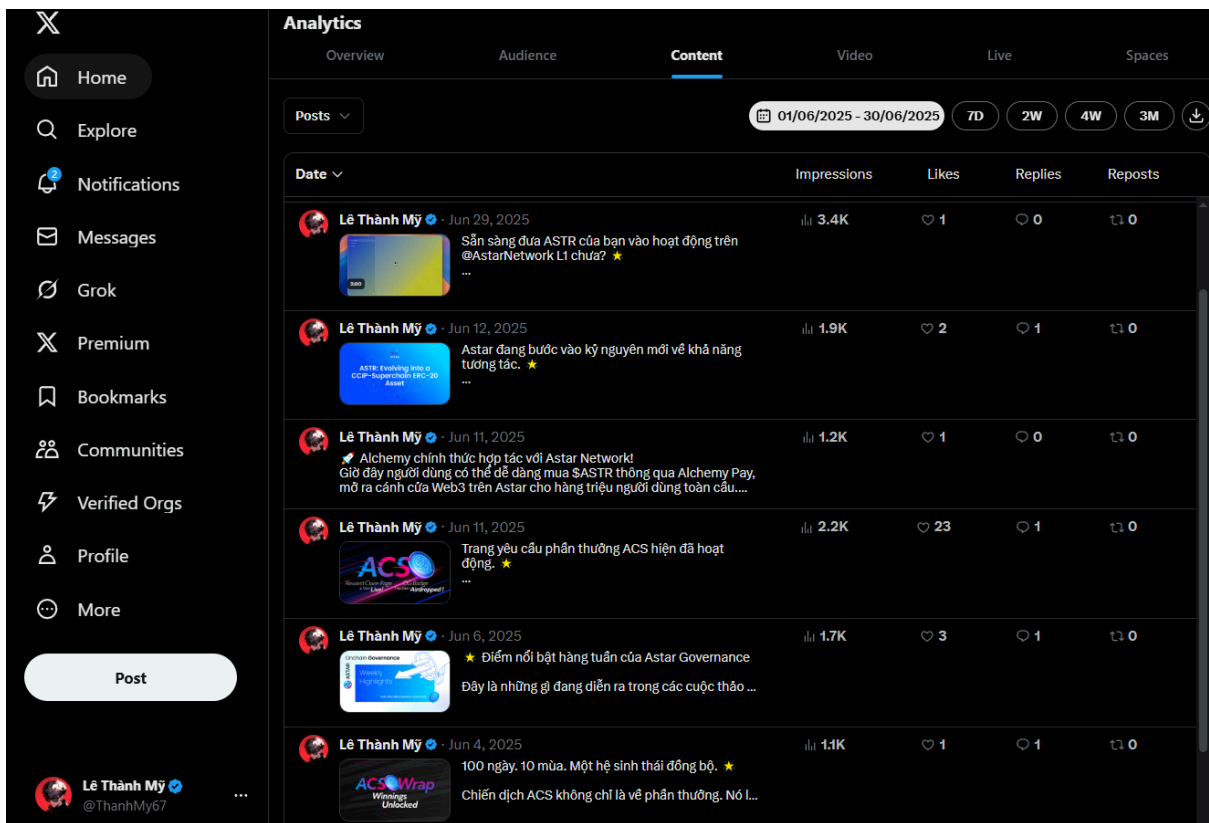 Analytics
Overview
Audience
Content
Video
Live
Spaces
Home
Explore
2
Notifications
Messages
Grok
Premium
Bookmarks
Communities
Verified Orgs
Profile
More
Post
Lê Thành Mỹ
@ThanhMy67
...
Posts
01/06/2025 - 30/06/2025
7D
2W
4W
3M
Date
Impressions
Likes
Replies
Reposts
Lê Thành Mỹ · Jun 29, 2025
3.4K
1
0
0
3:00
Sẵn sàng đưa ASTR của bạn vào hoạt động trên
@AstarNetwork L1 chưa? ⭐
...
Lê Thành Mỹ · Jun 12, 2025
1.9K
2
1
0
ASTR: Evolving into a
CCIP-Superchain ERC-20
Asset
Astar đang bước vào kỷ nguyên mới về khả năng
tương tác. ⭐
...
Lê Thành Mỹ · Jun 11, 2025
1.2K
1
0
0
🚀 Alchemy chính thức hợp tác với Astar Network!
Giờ đây người dùng có thể dễ dàng mua $ASTR thông qua Alchemy Pay,
mở ra cánh cửa Web3 trên Astar cho hàng triệu người dùng toàn cầu....
Lê Thành Mỹ · Jun 11, 2025
2.2K
23
1
0
ACS
Reward Claim Page
Live!
Airdropped!
Trang yêu cầu phần thưởng ACS hiện đã hoạt
động. ⭐
...
Lê Thành Mỹ · Jun 6, 2025
1.7K
3
1
0
Onchain Governance
ASTAR
Weekly
Highlights
⭐ Điểm nổi bật hàng tuần của Astar Governance
Đây là những gì đang diễn ra trong các cuộc thảo ...
Lê Thành Mỹ · Jun 4, 2025
1.1K
1
1
0
ACS Wrap
Winnings
Unlocked
100 ngày. 10 mùa. Một hệ sinh thái đồng bộ. ⭐
Chiến dịch ACS không chỉ là về phần thưởng. Nó l...